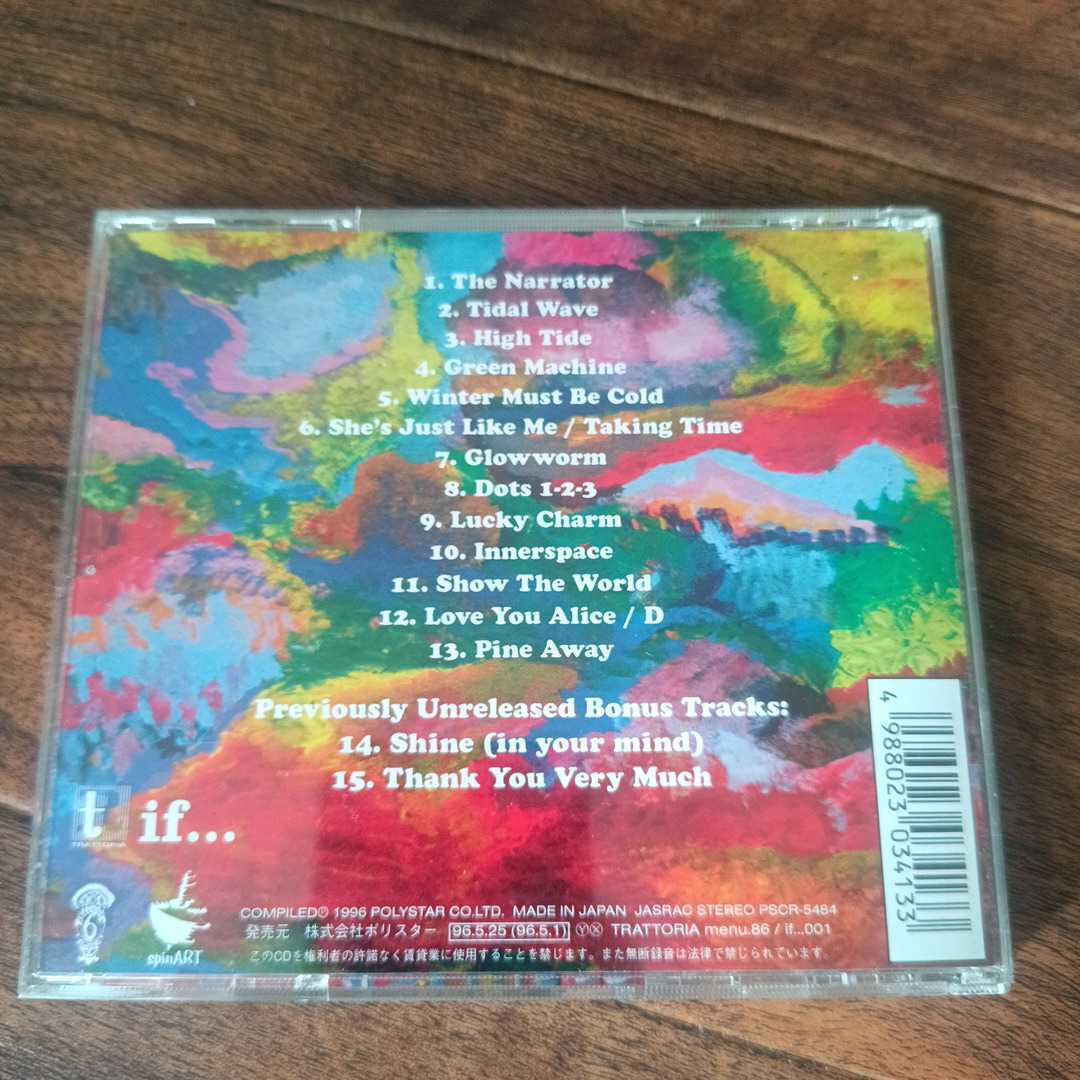 1. The Narrator
2. Tidal Wave
3. High Tide
4. Green Machine
5. Winter Must Be Cold
6. She's Just Like Me / Taking Time
7. Glowworm
8. Dots 1-2-3
9. Lucky Charm
10. Innerspace
11. Show The World
12. Love You Alice / D
13. Pine Away
Previously Unreleased Bonus Tracks:
14. Shine (in your mind)
15. Thank You Very Much
t if...
6
spinART
COMPILED℗ 1996 POLYSTAR CO.LTD. MADE IN JAPAN JASRAC STEREO PSCR-5484
発売元 株式会社ポリスター 96.5.25 (96.5.1) Ⓨ Ⓧ TRATTORIA menu.86 / if...001
このCDを権利者の許諾なく賃貸業に使用することを禁じます。また無断録音は法律で禁じられています。
4 988023 034133